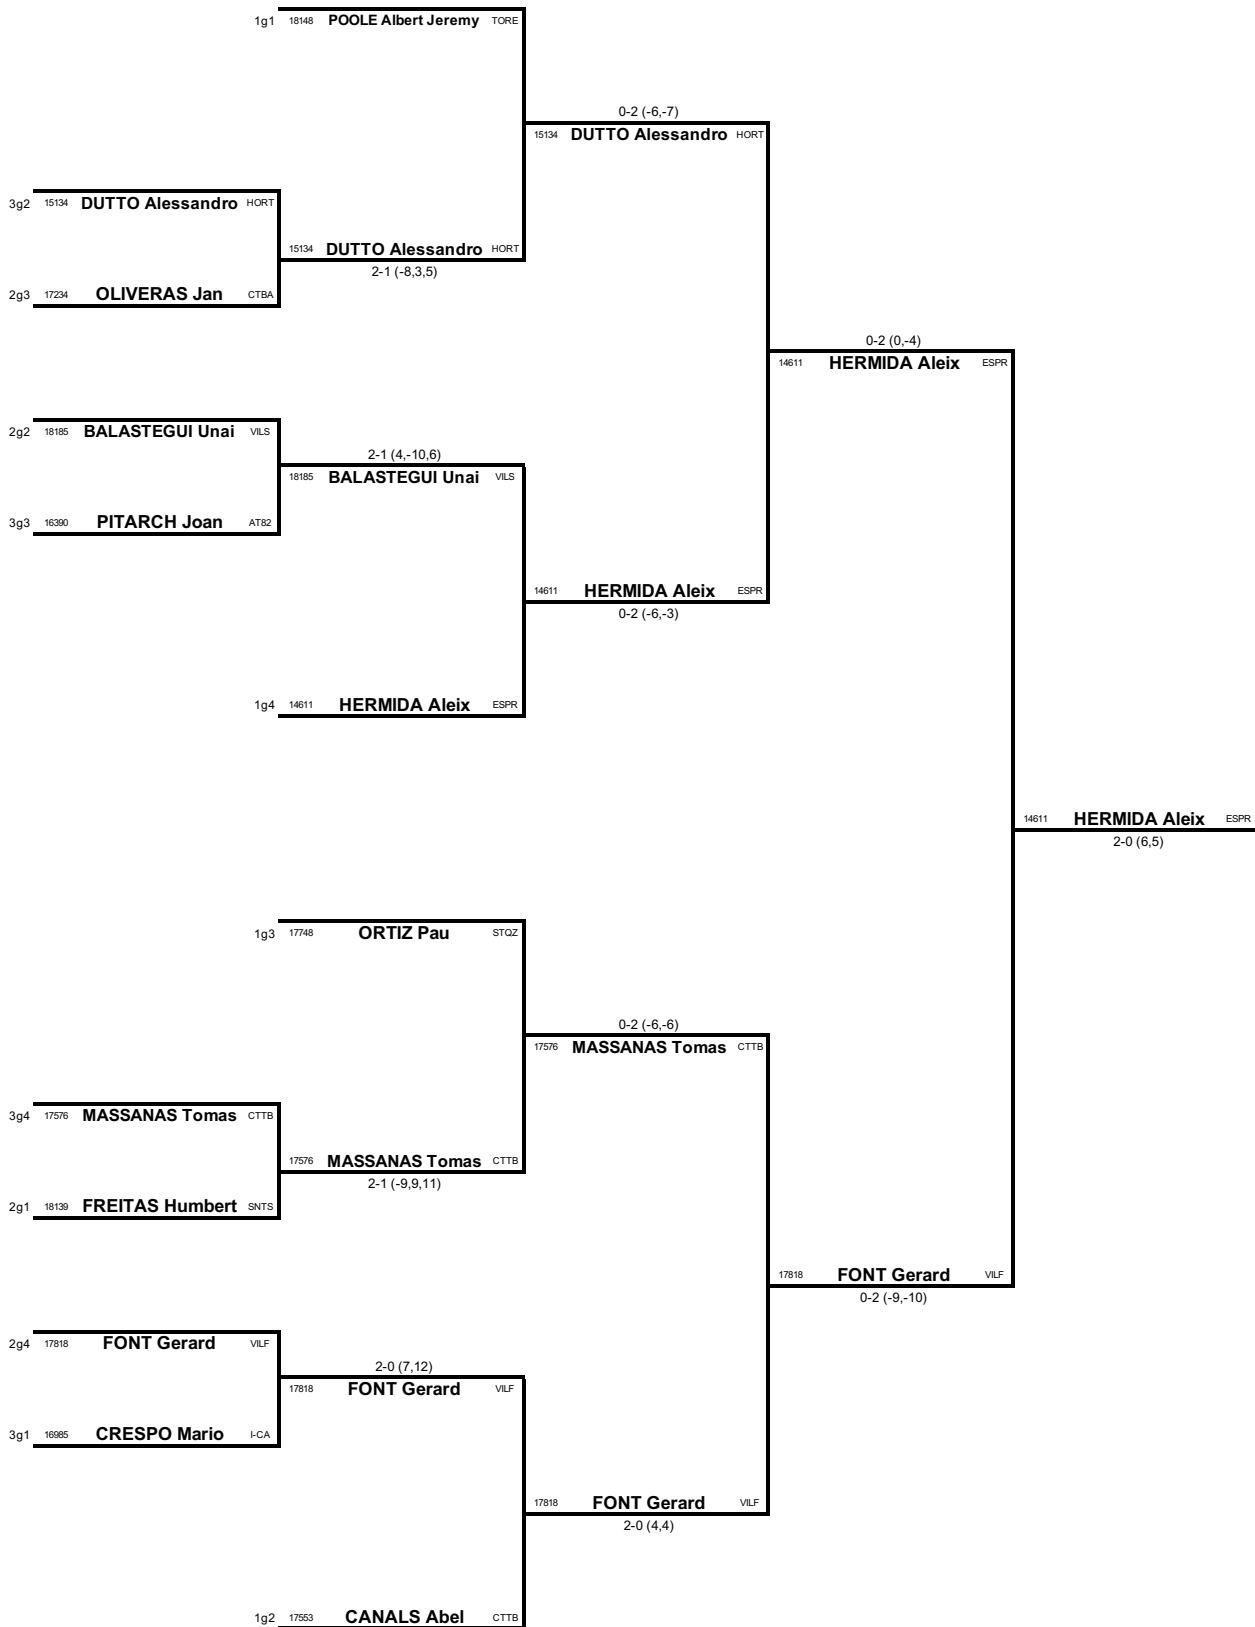 1g1 18148 POOLE Albert Jeremy TORE
0-2 (-6,-7)
15134 DUTTO Alessandro HORT
3g2 15134 DUTTO Alessandro HORT
15134 DUTTO Alessandro HORT
2-1 (-8,3,5)
2g3 17234 OLIVERAS Jan CTBA
0-2 (0,-4)
14611 HERMIDA Aleix ESPR
2g2 18185 BALASTEGUI Unai VILS
2-1 (4,-10,6)
18185 BALASTEGUI Unai VILS
3g3 16390 PITARCH Joan AT82
14611 HERMIDA Aleix ESPR
0-2 (-6,-3)
1g4 14611 HERMIDA Aleix ESPR
14611 HERMIDA Aleix ESPR
2-0 (6,5)
1g3 17748 ORTIZ Pau STQZ
0-2 (-6,-6)
17576 MASSANAS Tomas CTTB
3g4 17576 MASSANAS Tomas CTTB
17576 MASSANAS Tomas CTTB
2-1 (-9,9,11)
2g1 18139 FREITAS Humbert SNTS
17818 FONT Gerard VILF
0-2 (-9,-10)
2g4 17818 FONT Gerard VILF
2-0 (7,12)
17818 FONT Gerard VILF
3g1 16985 CRESPO Mario I-CA
17818 FONT Gerard VILF
2-0 (4,4)
1g2 17553 CANALS Abel CTTB